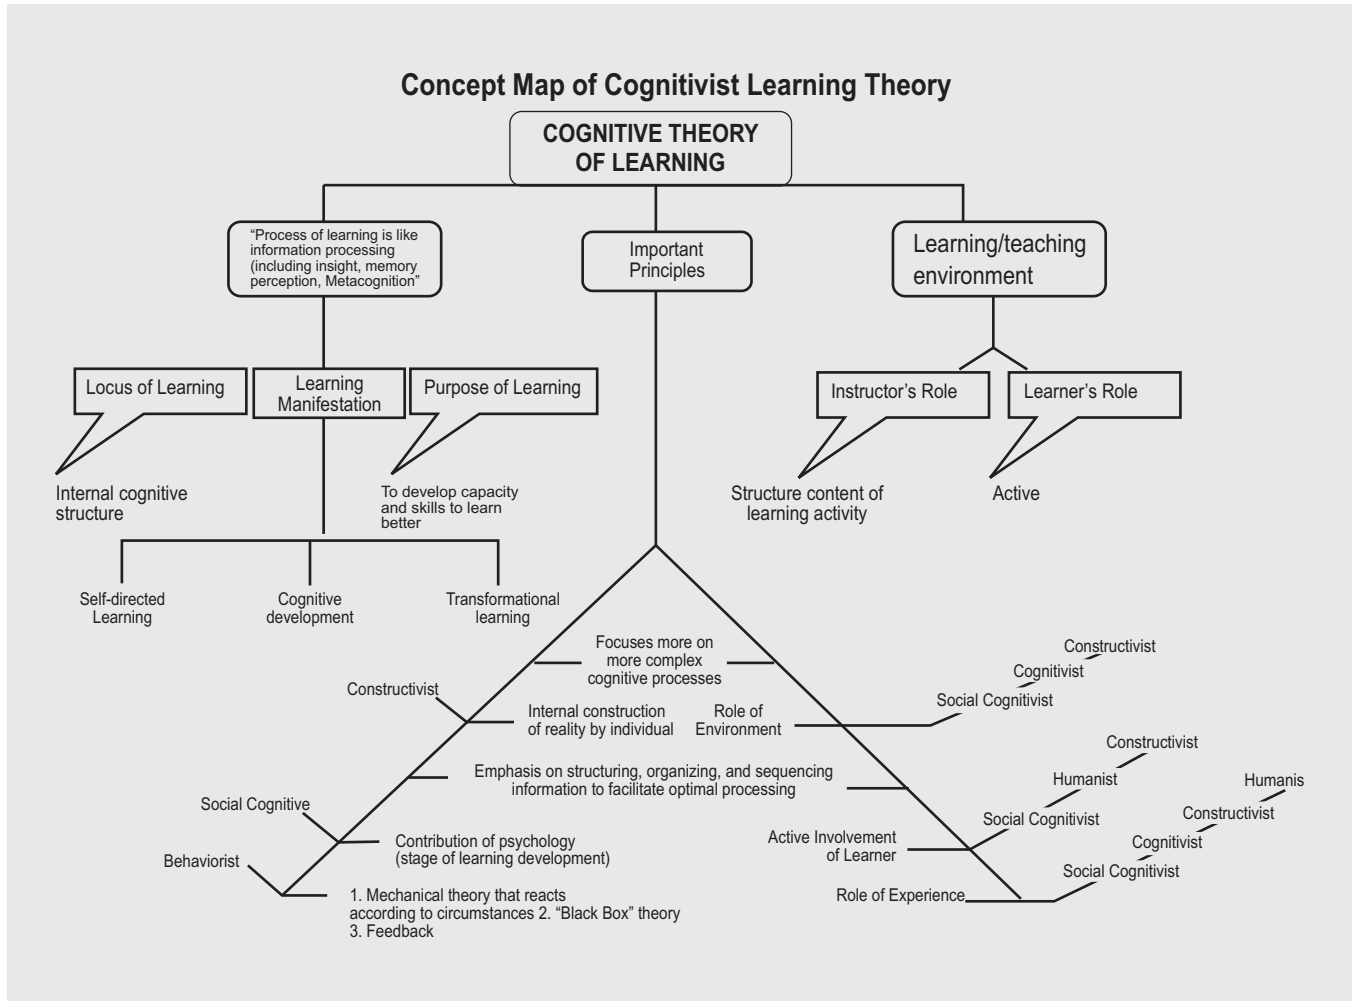 Concept Map of Cognitivist Learning Theory
COGNITIVE THEORY
OF LEARNING
“Process of learning is like
information processing
(including insight, memory
perception, Metacognition”
Important
Principles
Learning/teaching
environment
Locus of Learning
Learning
Manifestation
Purpose of Learning
Instructor's Role
Learner's Role
Internal cognitive
structure
To develop capacity
and skills to learn
better
Structure content of
learning activity
Active
Self-directed
Learning
Cognitive
development
Transformational
learning
Focuses more on
more complex
cognitive processes
Constructivist
Internal construction
of reality by individual
Role of
Environment
Social Cognitivist
Cognitivist
Constructivist
Emphasis on structuring, organizing, and sequencing
information to facilitate optimal processing
Social Cognitive
Contribution of psychology
(stage of learning development)
Active Involvement
of Learner
Social Cognitivist
Humanist
Constructivist
Behaviorist
1. Mechanical theory that reacts
according to circumstances 2. “Black Box” theory
3. Feedback
Role of Experience
Social Cognitivist
Cognitivist
Constructivist
Humanis